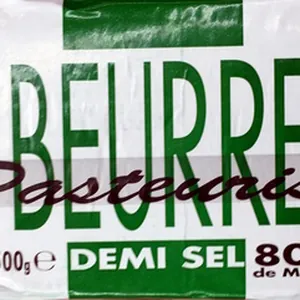 BEURRE
Pasteuris
500g e DEMI SEL 80
de M